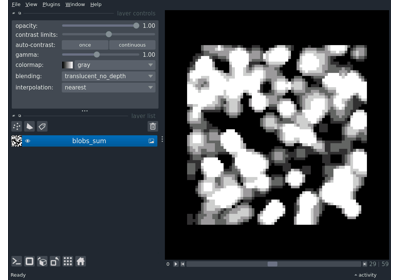 File View Plugins Window Help
layer controls
opacity: 1.00
contrast limits:
auto-contrast: once continuous
gamma: 1.00
colormap: gray
blending: translucent_no_depth
interpolation: nearest
layer list
blobs_sum
29 59
Ready
activity